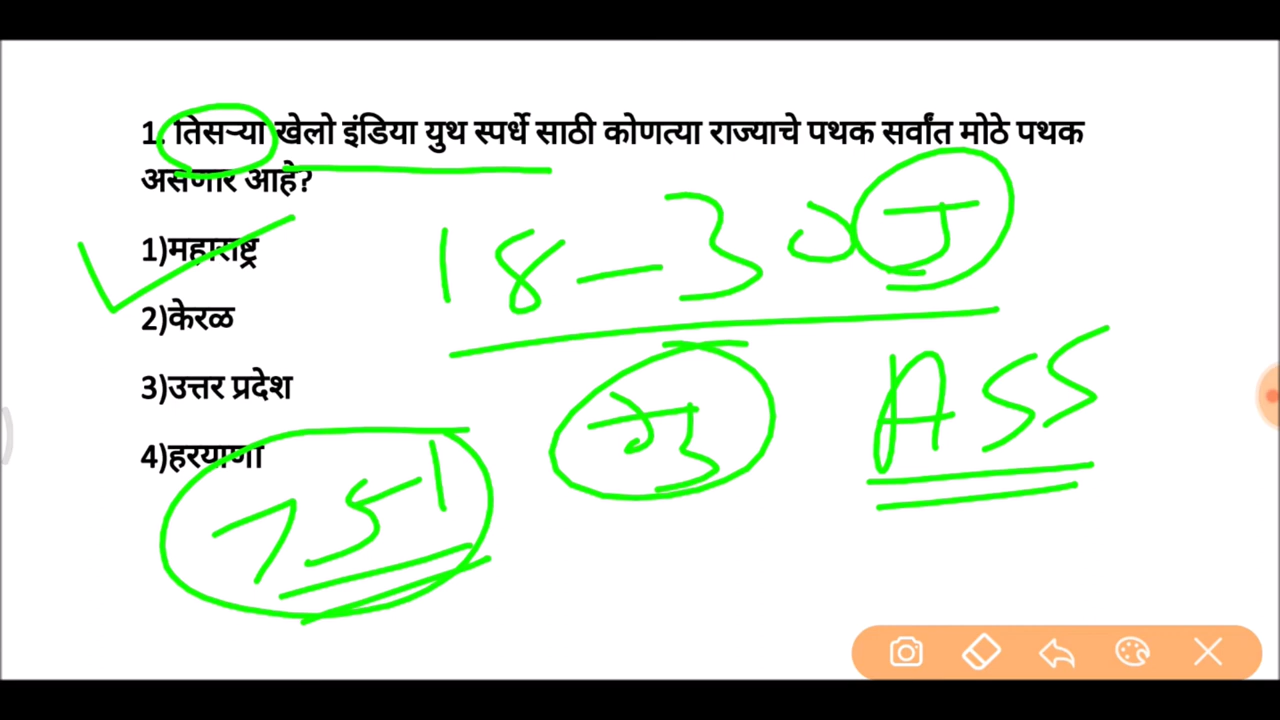 1. तिसऱ्या खेलो इंडिया युथ स्पर्धे साठी कोणत्या राज्याचे पथक सर्वांत मोठे पथक
असणार आहे?
1)महाराष्ट्र
18-30 J
2)केरळ
3)उत्तर प्रदेश
ASS
4)हरयाणा
751